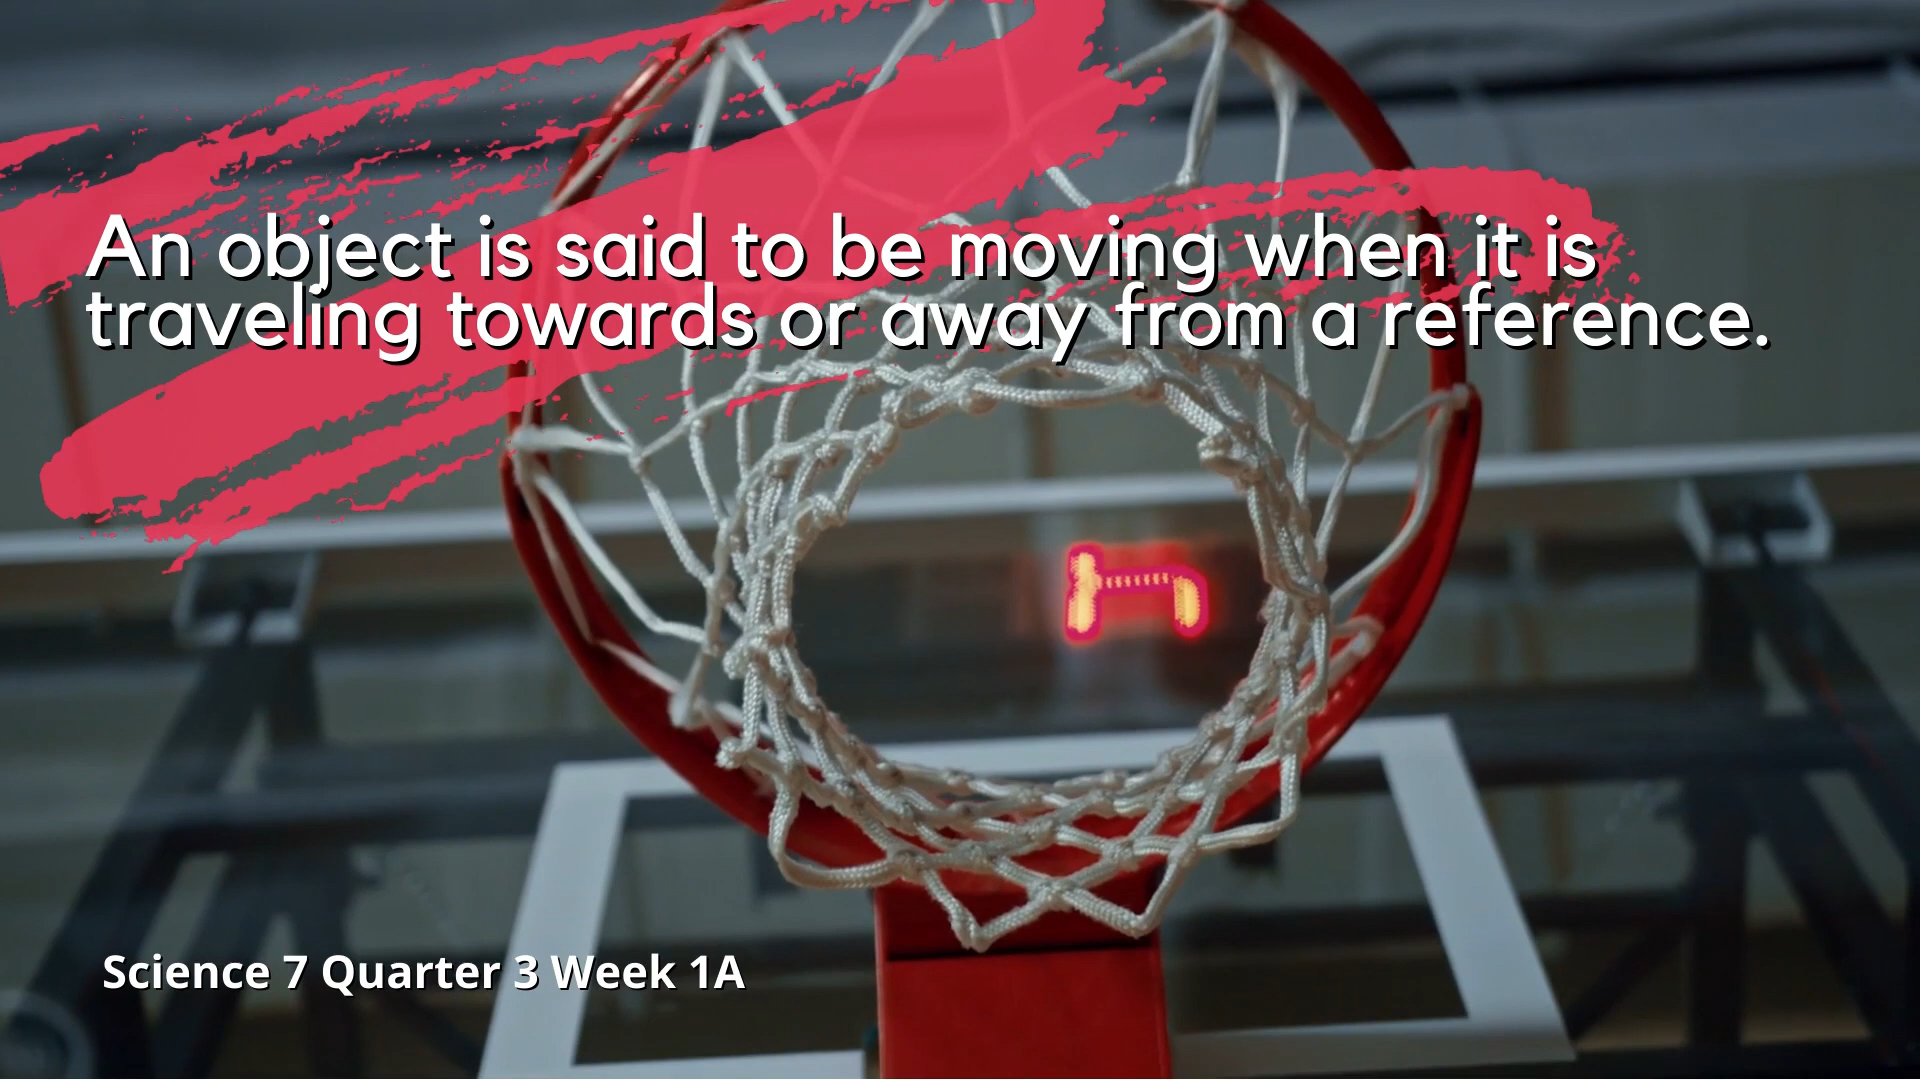 An object is said to be moving when it is
traveling towards or away from a reference.
Science 7 Quarter 3 Week 1A